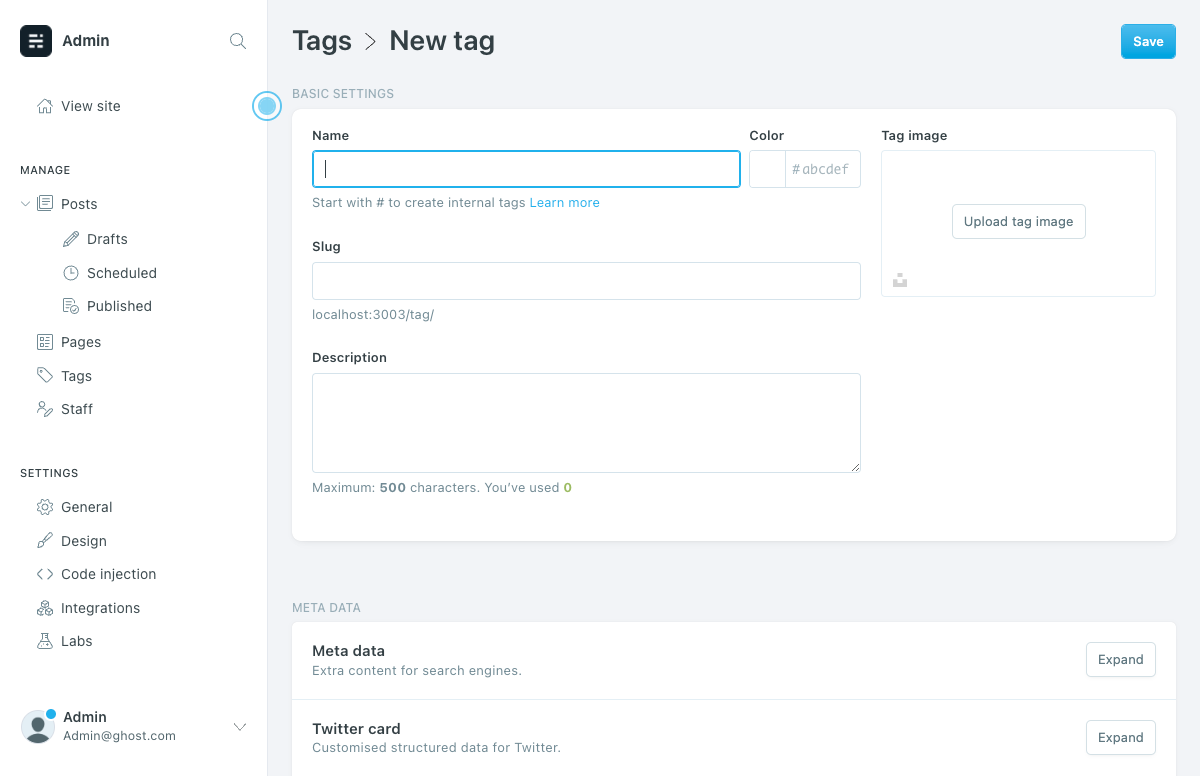 Admin
View site
MANAGE
Posts
Drafts
Scheduled
Published
Pages
Tags
Staff
SETTINGS
General
Design
Code injection
Integrations
Labs
Admin
Admin@ghost.com
Tags > New tag
Save
BASIC SETTINGS
Name
Color
#abcdef
Start with # to create internal tags Learn more
Slug
localhost:3003/tag/
Description
Maximum: 500 characters. You’ve used 0
Tag image
Upload tag image
META DATA
Meta data
Extra content for search engines.
Expand
Twitter card
Customised structured data for Twitter.
Expand